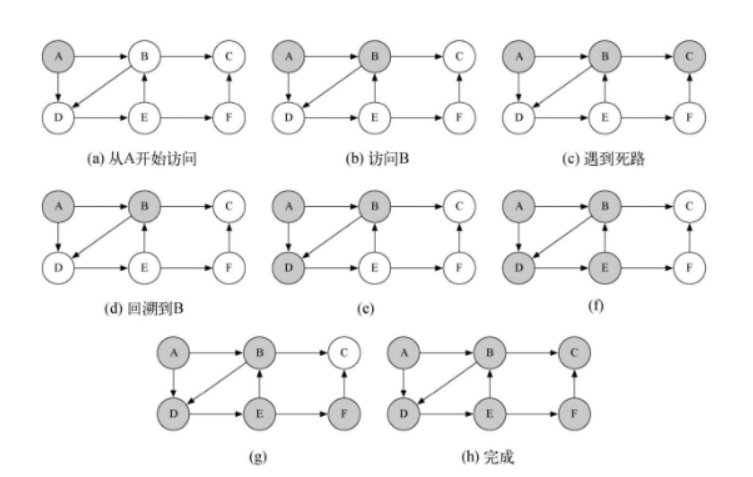 A B C A B C A B C
D E F D E F D E F
(a) 从A开始访问 (b) 访问B (c) 遇到死路
A B C A B C A B C
D E F D E F D E F
(d) 回溯到B (e) (f)
A B C A B C
D E F D E F
(g) (h) 完成